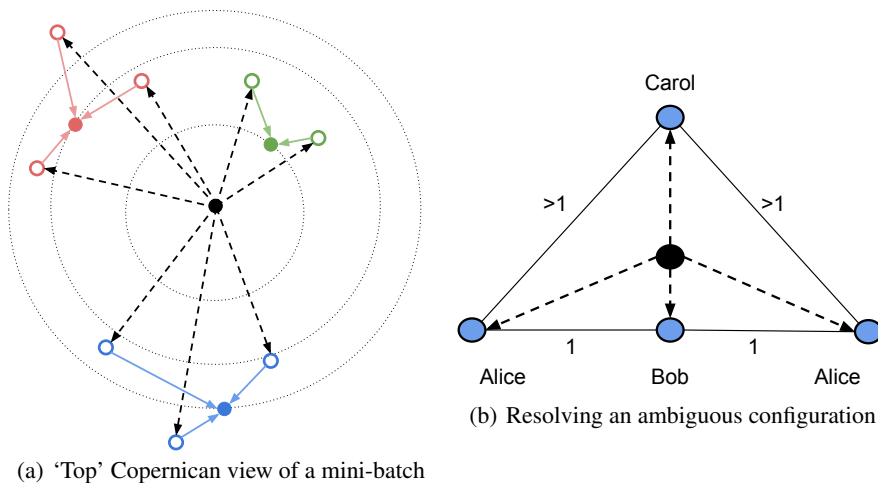 Carol
>1
>1
1
1
Alice
Bob
Alice
(b) Resolving an ambiguous configuration
(a) ‘Top’ Copernican view of a mini-batch